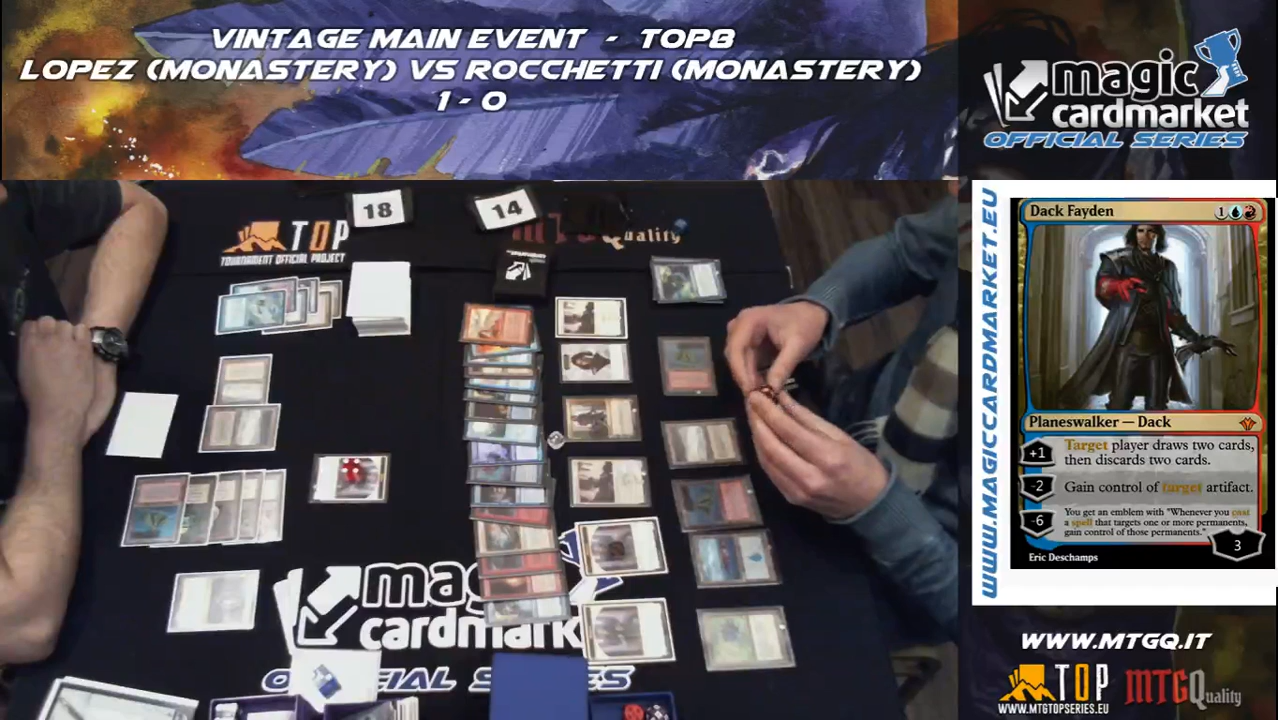 VINTAGE MAIN EVENT - TOP8
LOPEZ (MONASTERY) VS ROCCHETTI (MONASTERY)
1 - 0
magic
cardmarket
OFFICIAL SERIES
18
14
TOP
TOURNAMENT OFFICIAL PROJECT
MTGQuality
WWW.MAGICCARDMARKET.EU
Dack Fayden
1
Planeswalker — Dack
+1
Target player draws two cards,
then discards two cards.
-2
Gain control of target artifact.
-6
You get an emblem with "Whenever you cast
a spell that targets one or more permanents,
gain control of those permanents."
3
Eric Deschamps
magic
cardmark
OFFICIAL SERIES
WWW.MTGQ.IT
TOP
WWW.MTGTOPSERIES.EU
MTGQuality